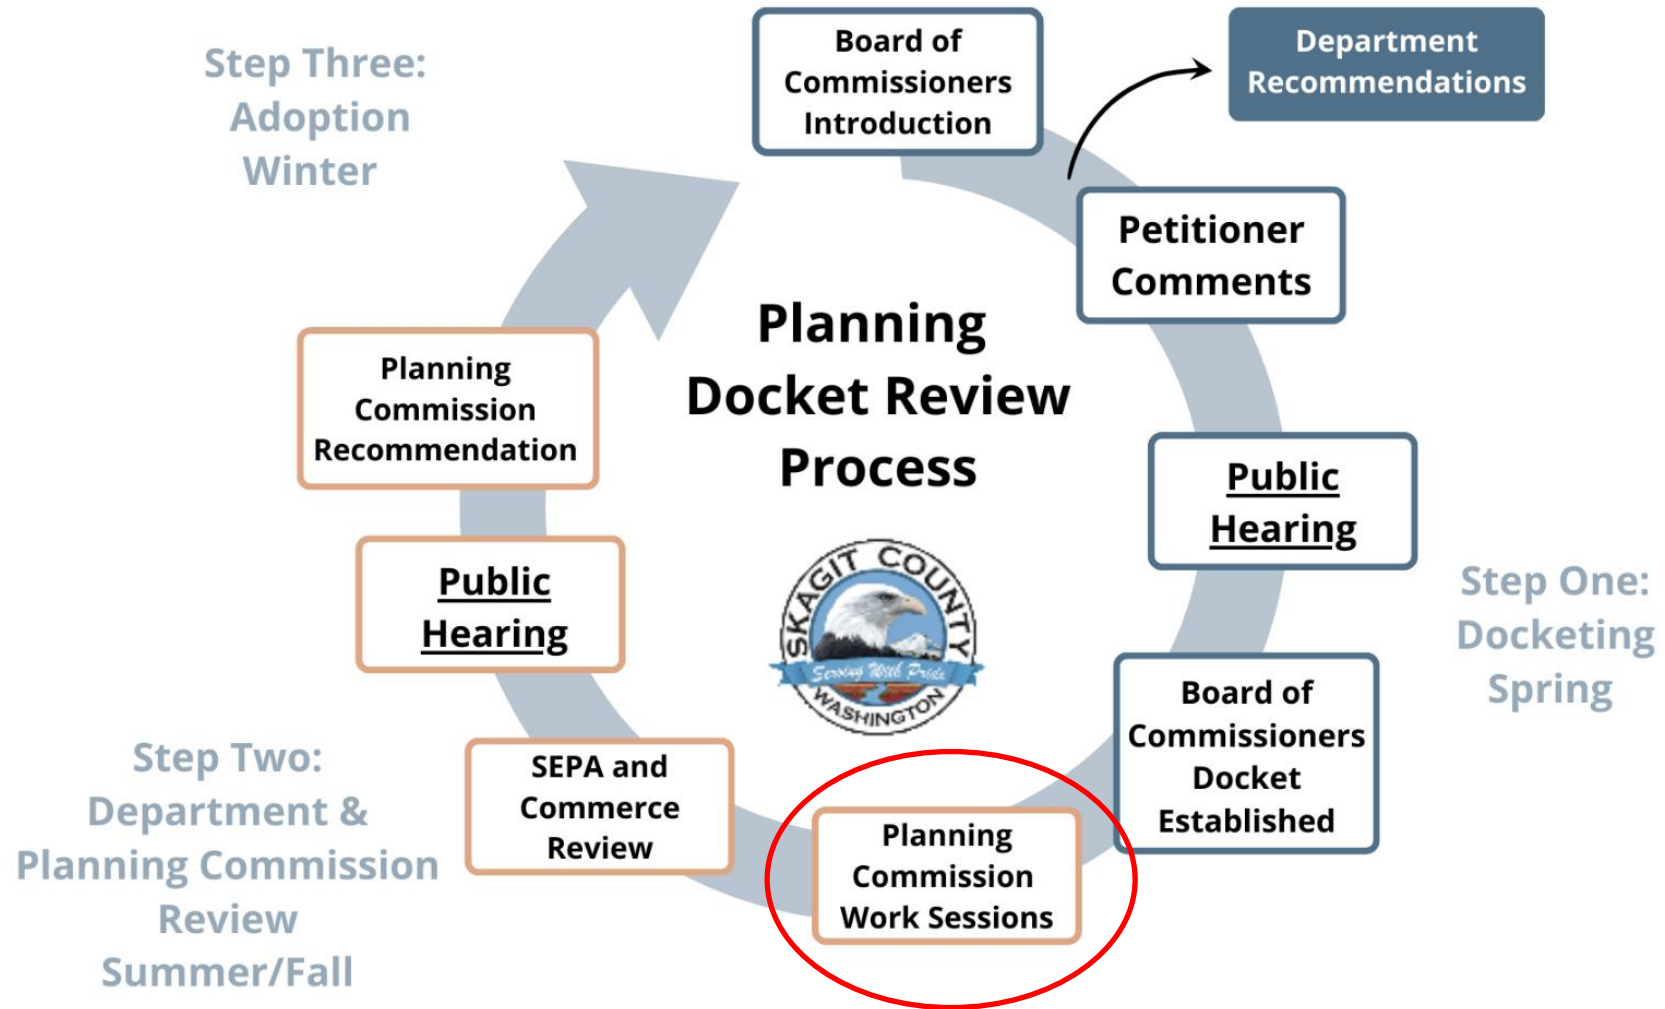 Step Three:
Adoption
Winter
Board of
Commissioners
Introduction
Department
Recommendations
Petitioner
Comments
Planning
Docket Review
Process
Public
Hearing
Step One:
Docketing
Spring
Board of
Commissioners
Docket
Established
Planning
Commission
Work Sessions
SEPA and
Commerce
Review
Step Two:
Department &
Planning Commission
Review
Summer/Fall
Public
Hearing
Planning
Commission
Recommendation
SKAGIT COUNTY
Serving With Pride
WASHINGTON